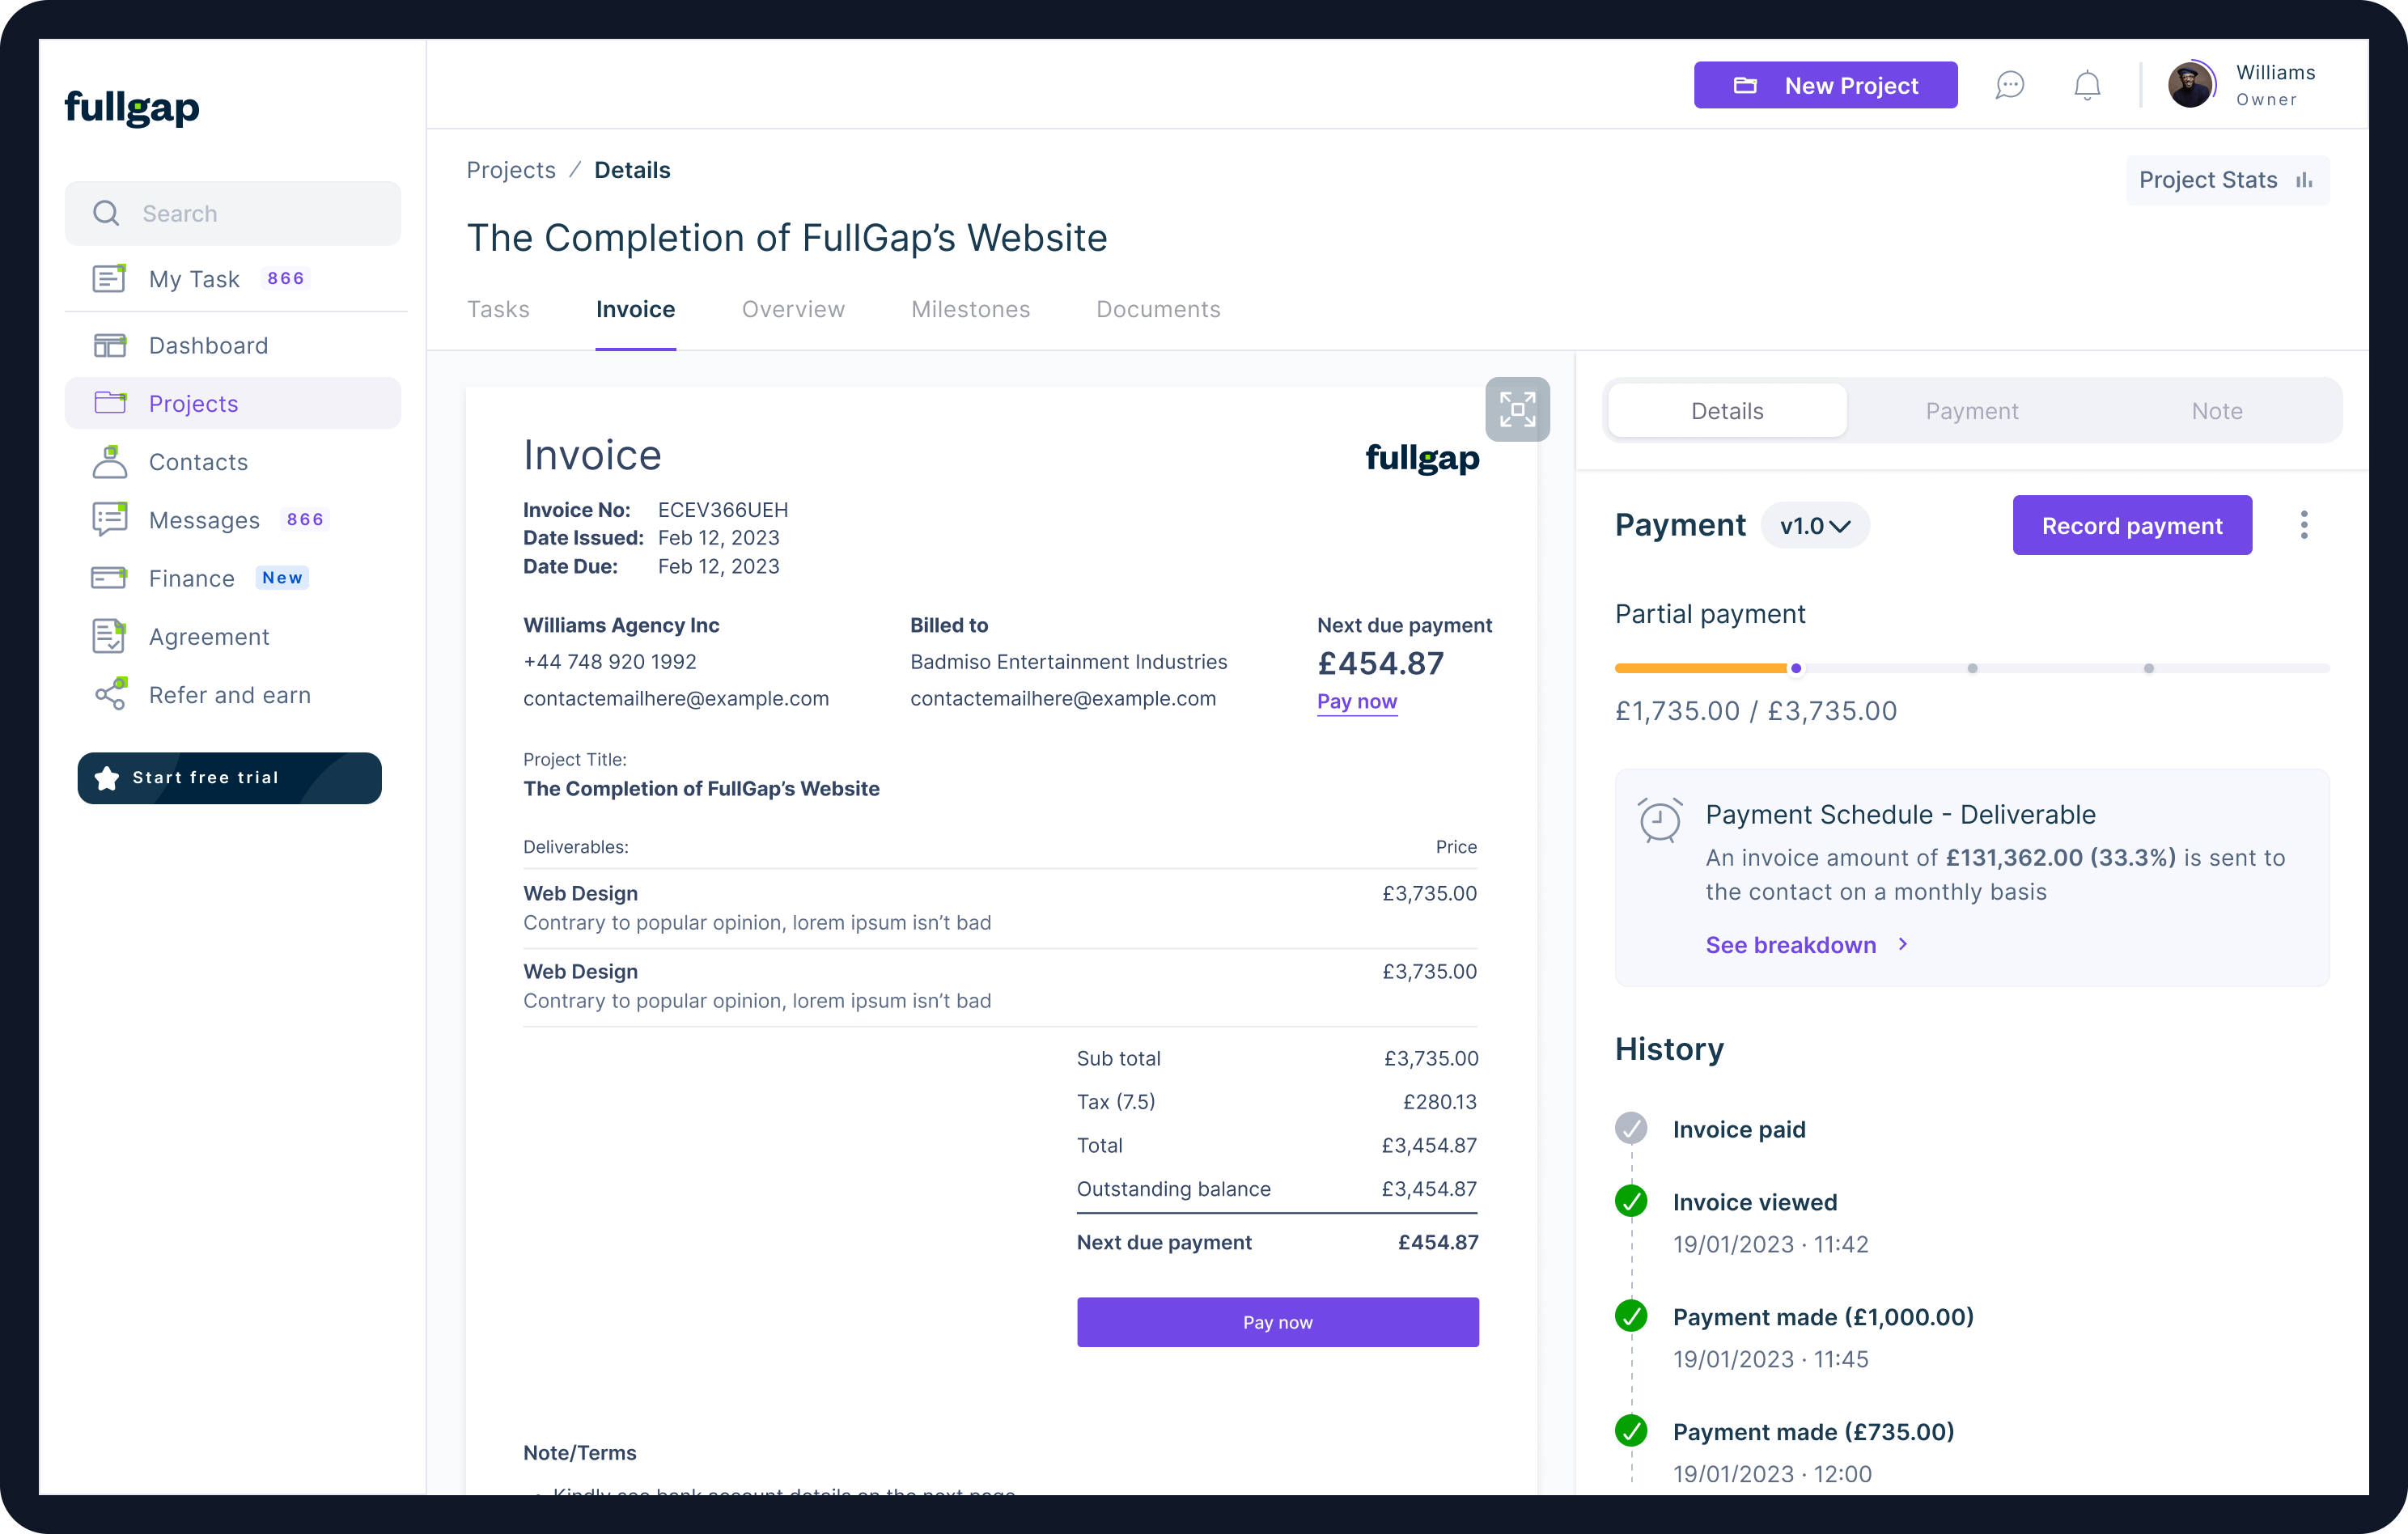 fullgap
Search
My Task 866
Dashboard
Projects
Contacts
Messages 866
Finance New
Agreement
Refer and earn
Start free trial
New Project
Williams
Owner
Projects / Details
Project Stats
The Completion of FullGap’s Website
Tasks Invoice Overview Milestones Documents
Invoice
fullgap
Invoice No: ECEV366UEH
Date Issued: Feb 12, 2023
Date Due: Feb 12, 2023
Williams Agency Inc
+44 748 920 1992
contactemailhere@example.com
Billed to
Badmiso Entertainment Industries
contactemailhere@example.com
Next due payment
£454.87
Pay now
Project Title:
The Completion of FullGap’s Website
Deliverables: Price
Web Design £3,735.00
Contrary to popular opinion, lorem ipsum isn’t bad
Web Design £3,735.00
Contrary to popular opinion, lorem ipsum isn’t bad
Sub total £3,735.00
Tax (7.5) £280.13
Total £3,454.87
Outstanding balance £3,454.87
Next due payment £454.87
Pay now
Note/Terms
Kindly see bank account details on the next page
Details Payment Note
Payment v1.0 Record payment
Partial payment
£1,735.00 / £3,735.00
Payment Schedule - Deliverable
An invoice amount of £131,362.00 (33.3%) is sent to
the contact on a monthly basis
See breakdown
History
Invoice paid
Invoice viewed
19/01/2023 · 11:42
Payment made (£1,000.00)
19/01/2023 · 11:45
Payment made (£735.00)
19/01/2023 · 12:00